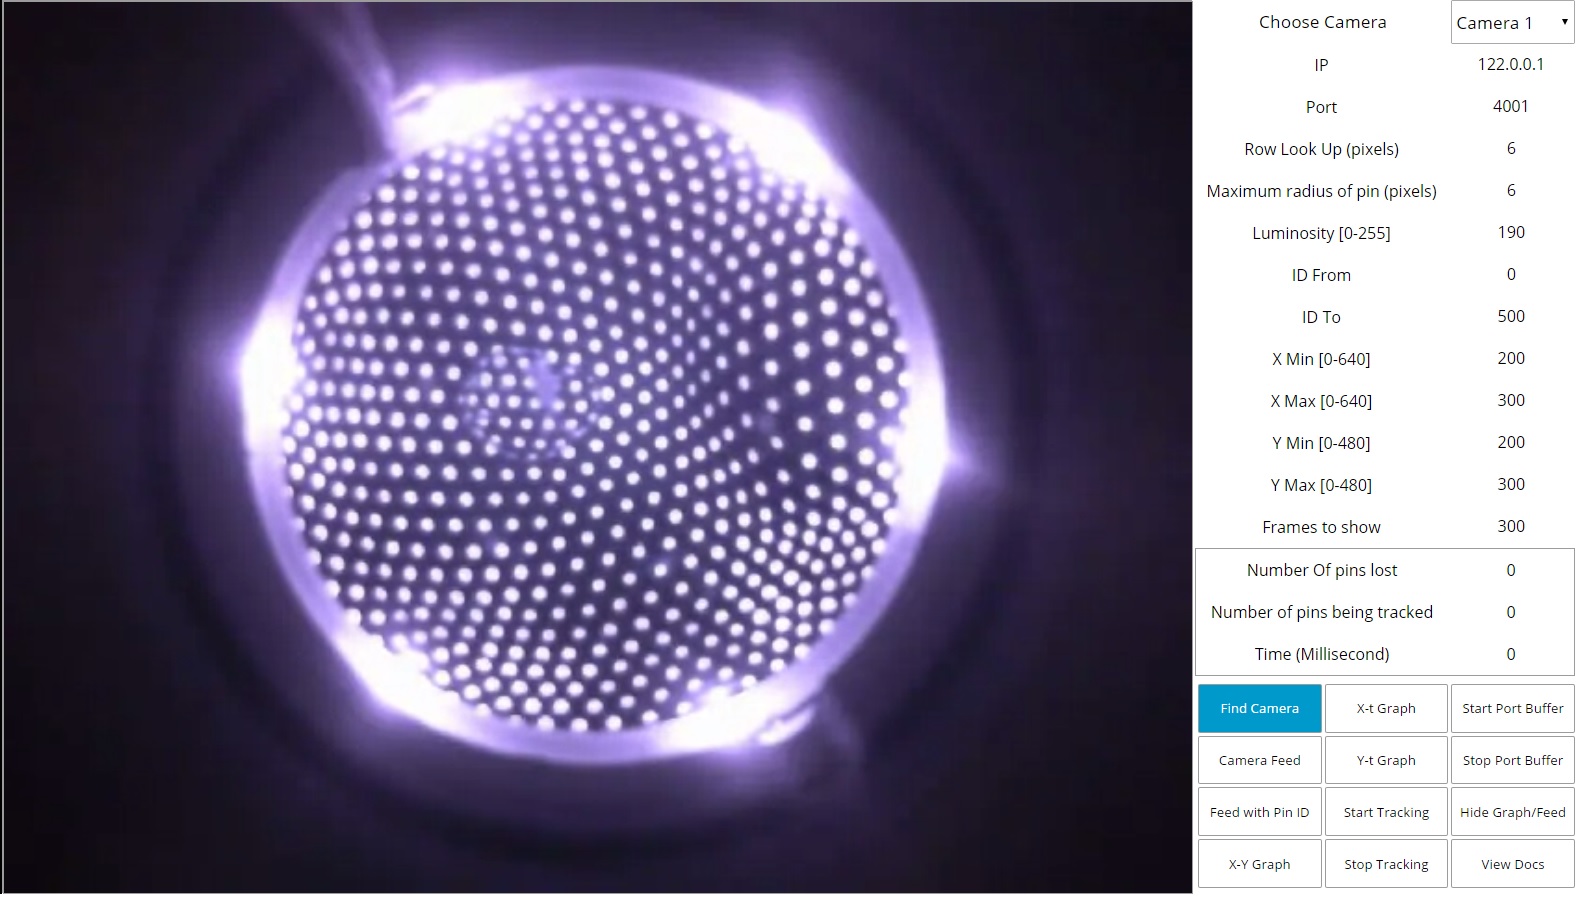 Choose Camera Camera 1
IP 122.0.0.1
Port 4001
Row Look Up (pixels) 6
Maximum radius of pin (pixels) 6
Luminosity [0-255] 190
ID From 0
ID To 500
X Min [0-640] 200
X Max [0-640] 300
Y Min [0-480] 200
Y Max [0-480] 300
Frames to show 300
Number Of pins lost 0
Number of pins being tracked 0
Time (Millisecond) 0
Find Camera X-t Graph Start Port Buffer
Camera Feed Y-t Graph Stop Port Buffer
Feed with Pin ID Start Tracking Hide Graph/Feed
X-Y Graph Stop Tracking View Docs